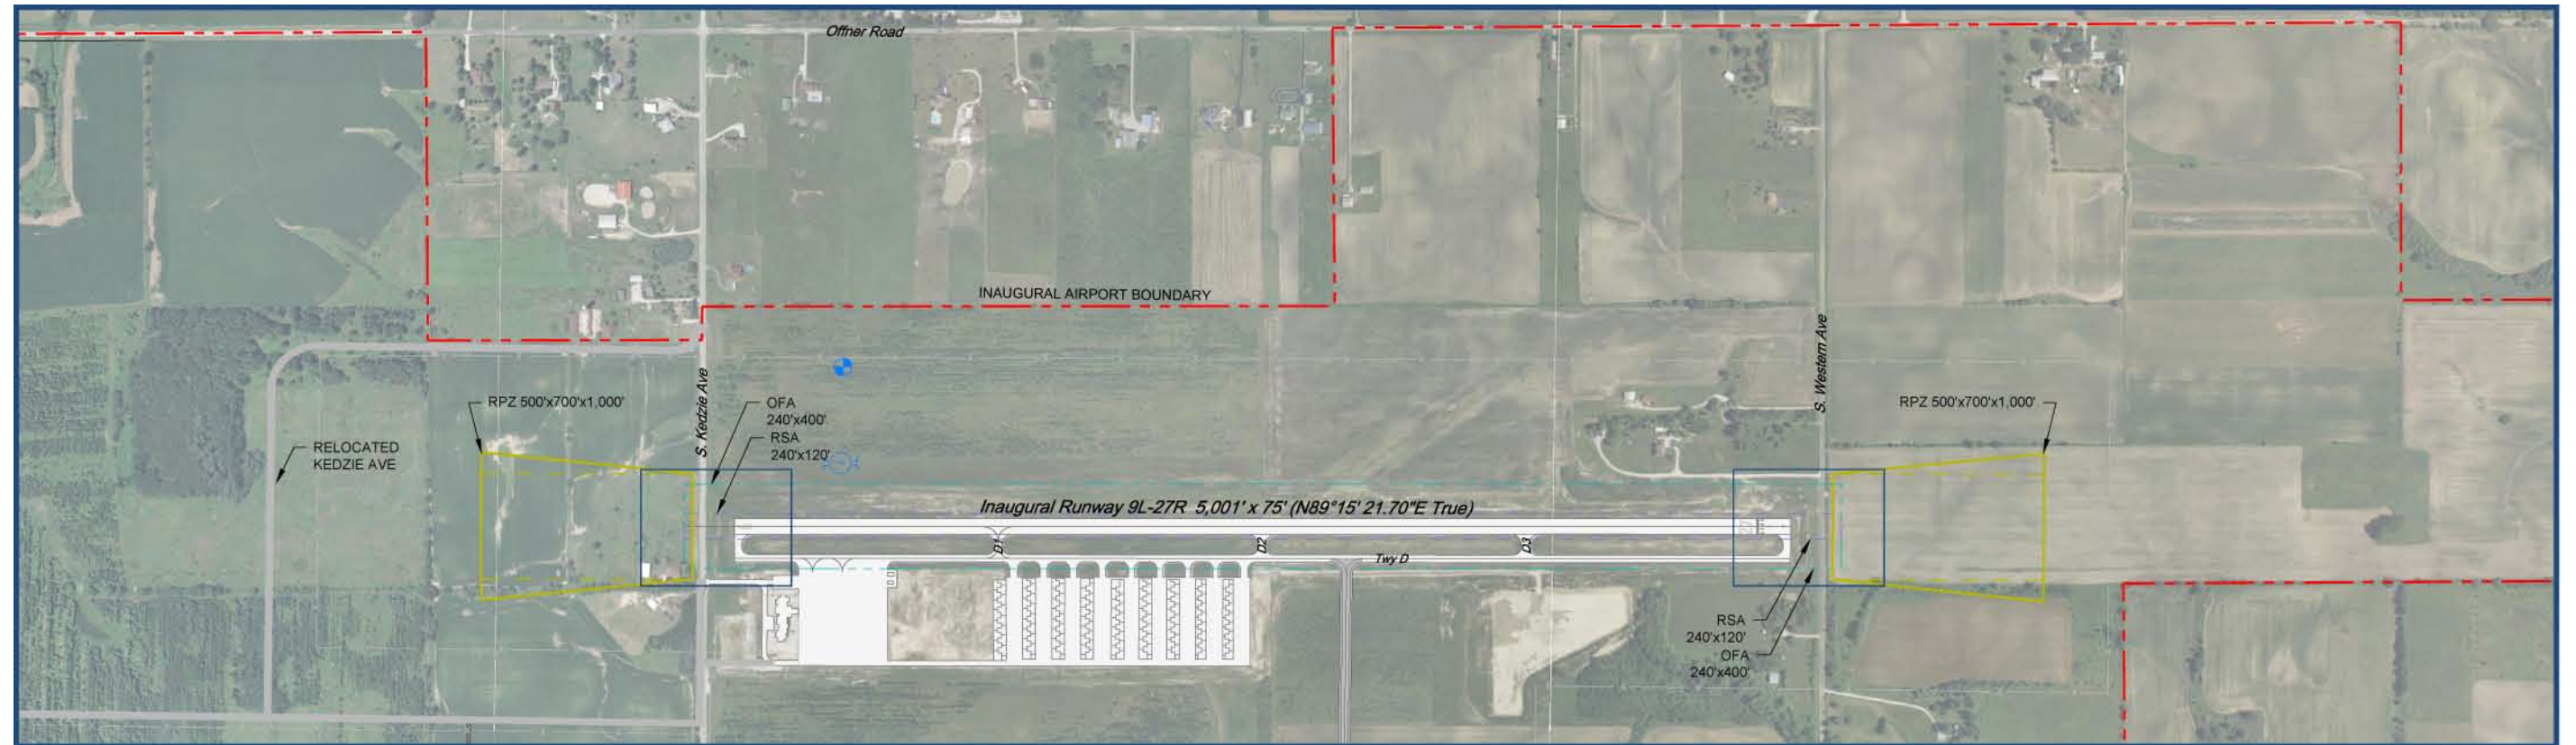 Offner Road
INAUGURAL AIRPORT BOUNDARY
S. Kedzie Ave
S. Western Ave
RPZ 500'x700'x1,000'
OFA
240'x400'
RSA
240'x120'
RPZ 500'x700'x1,000'
RELOCATED
KEDZIE AVE
Inaugural Runway 9L-27R 5,001' x 75' (N89°15' 21.70"E True)
D1
D2
D3
Twy D
RSA
240'x120'
OFA
240'x400'